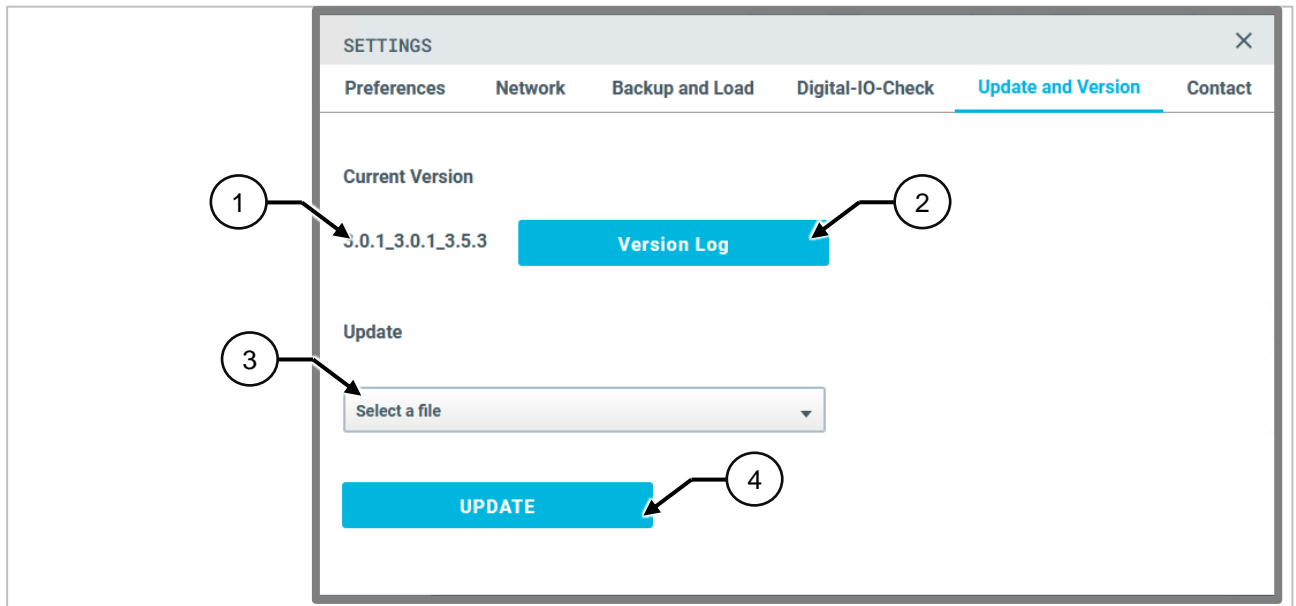 SETTINGS
Preferences Network Backup and Load Digital-IO-Check Update and Version Contact
Current Version
1 2
3.0.1_3.0.1_3.5.3 Version Log
Update
3
Select a file
4
UPDATE